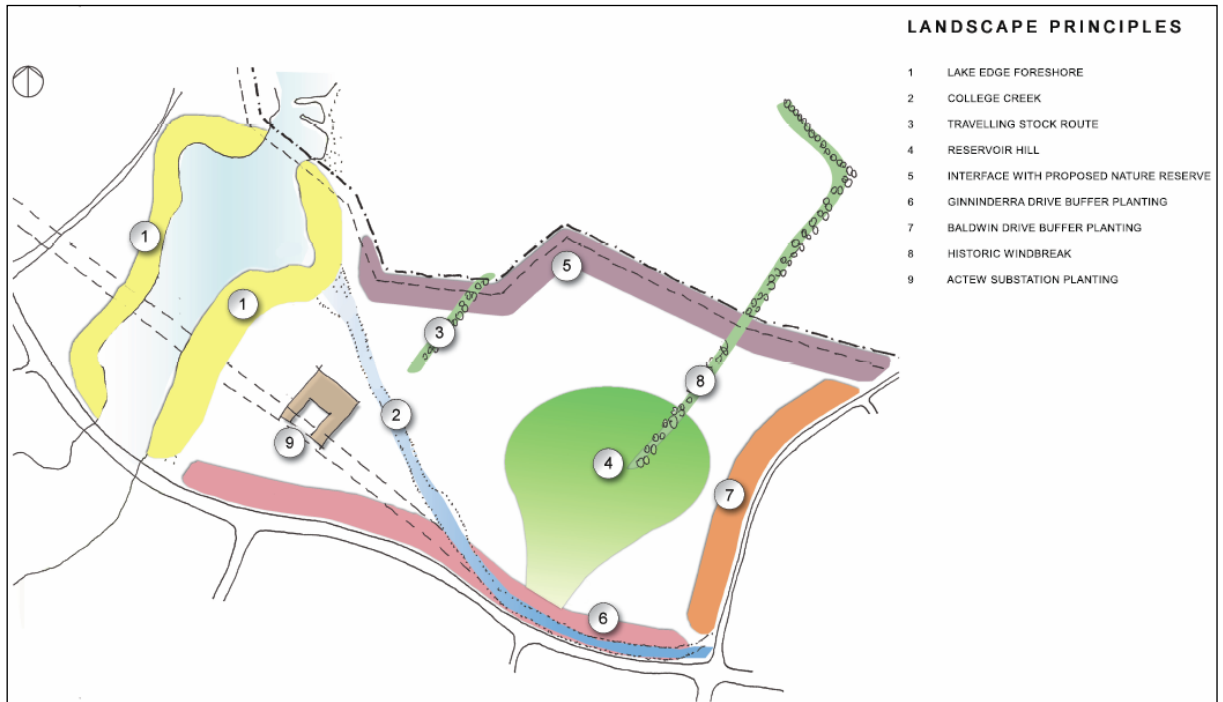 LANDSCAPE PRINCIPLES
1 LAKE EDGE FORESHORE
2 COLLEGE CREEK
3 TRAVELLING STOCK ROUTE
4 RESERVOIR HILL
5 INTERFACE WITH PROPOSED NATURE RESERVE
6 GINNINDERRA DRIVE BUFFER PLANTING
7 BALDWIN DRIVE BUFFER PLANTING
8 HISTORIC WINDBREAK
9 ACTEW SUBSTATION PLANTING
1
5
1
3
8
2
9
4
7
6